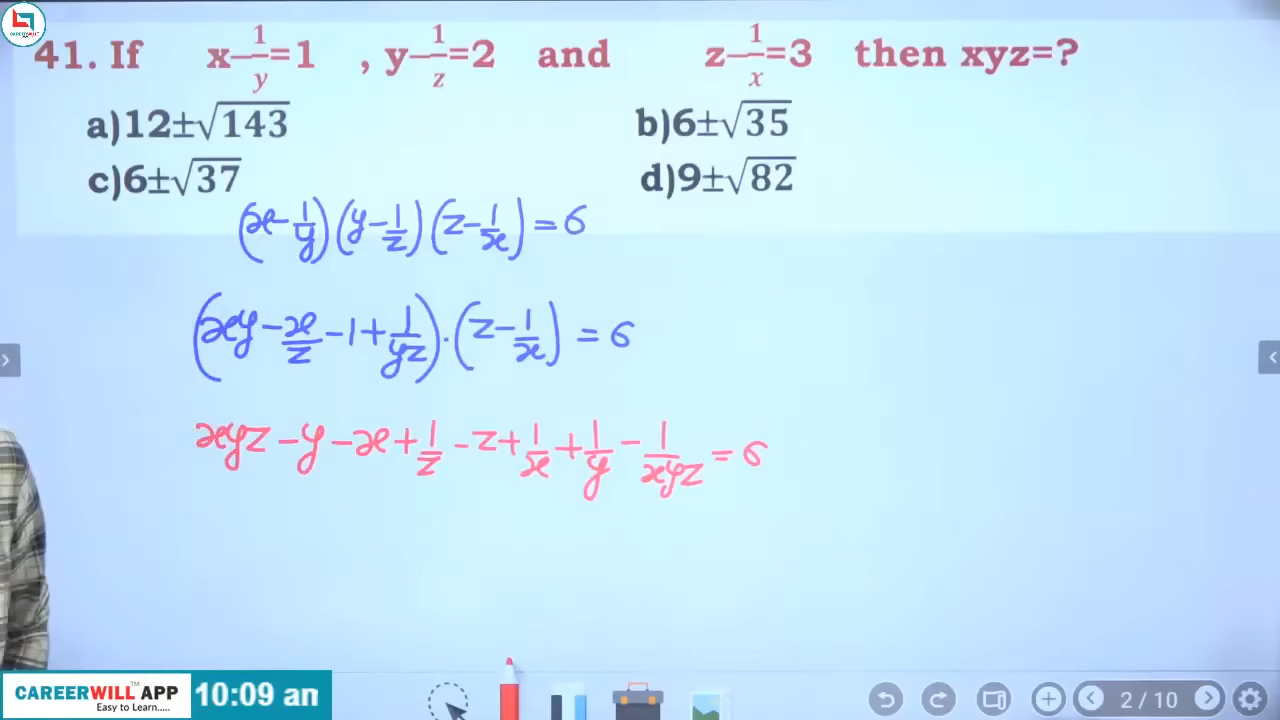 CAREERWILL
41. If x-1/y=1 , y-1/z=2 and z-1/x=3 then xyz=?
a)12±√143 b)6±√35
c)6±√37 d)9±√82
(x-1/y)(y-1/z)(z-1/x)=6
(xy-x/z-1+1/yz).(z-1/x)=6
xyz-y-x+1/z-z+1/x+1/y-1/xyz=6
CAREERWILL™ APP
Easy to Learn.....
10:09 an
2 / 10